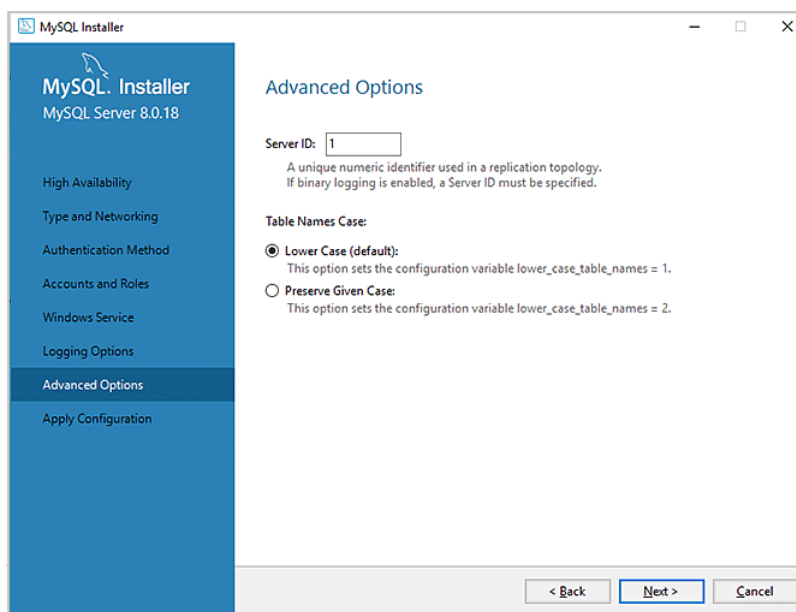 MySQL Installer
MySQL. Installer
MySQL Server 8.0.18
High Availability
Type and Networking
Authentication Method
Accounts and Roles
Windows Service
Logging Options
Advanced Options
Apply Configuration
Advanced Options
Server ID: 1
A unique numeric identifier used in a replication topology.
If binary logging is enabled, a Server ID must be specified.
Table Names Case:
Lower Case (default):
This option sets the configuration variable lower_case_table_names = 1.
Preserve Given Case:
This option sets the configuration variable lower_case_table_names = 2.
< Back Next > Cancel